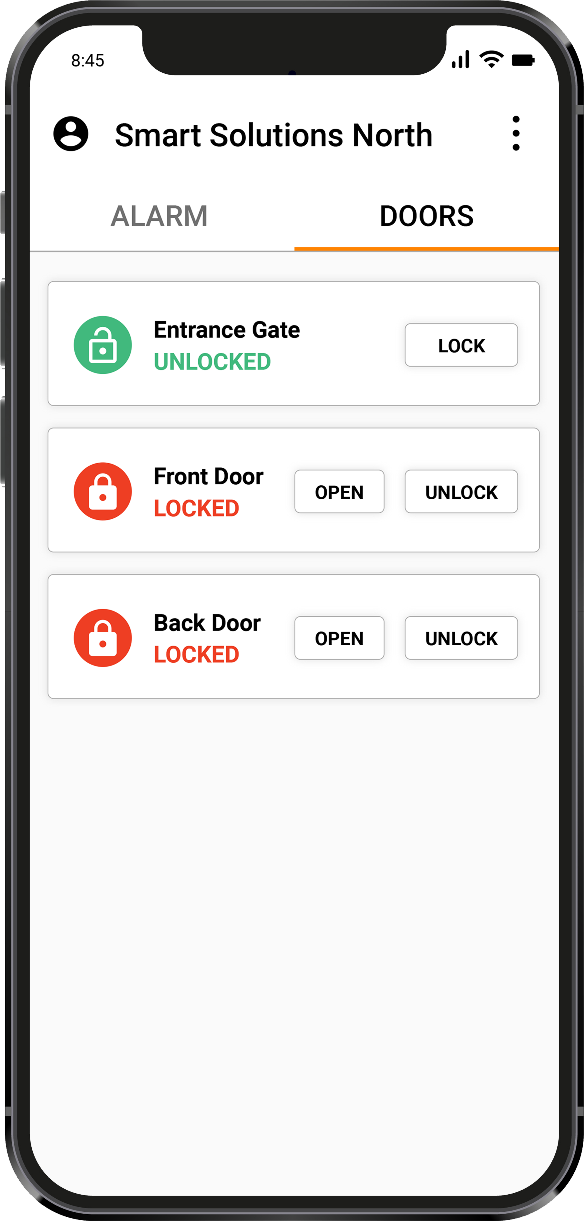 8:45
Smart Solutions North
ALARM
DOORS
Entrance Gate
UNLOCKED
LOCK
Front Door
LOCKED
OPEN
UNLOCK
Back Door
LOCKED
OPEN
UNLOCK